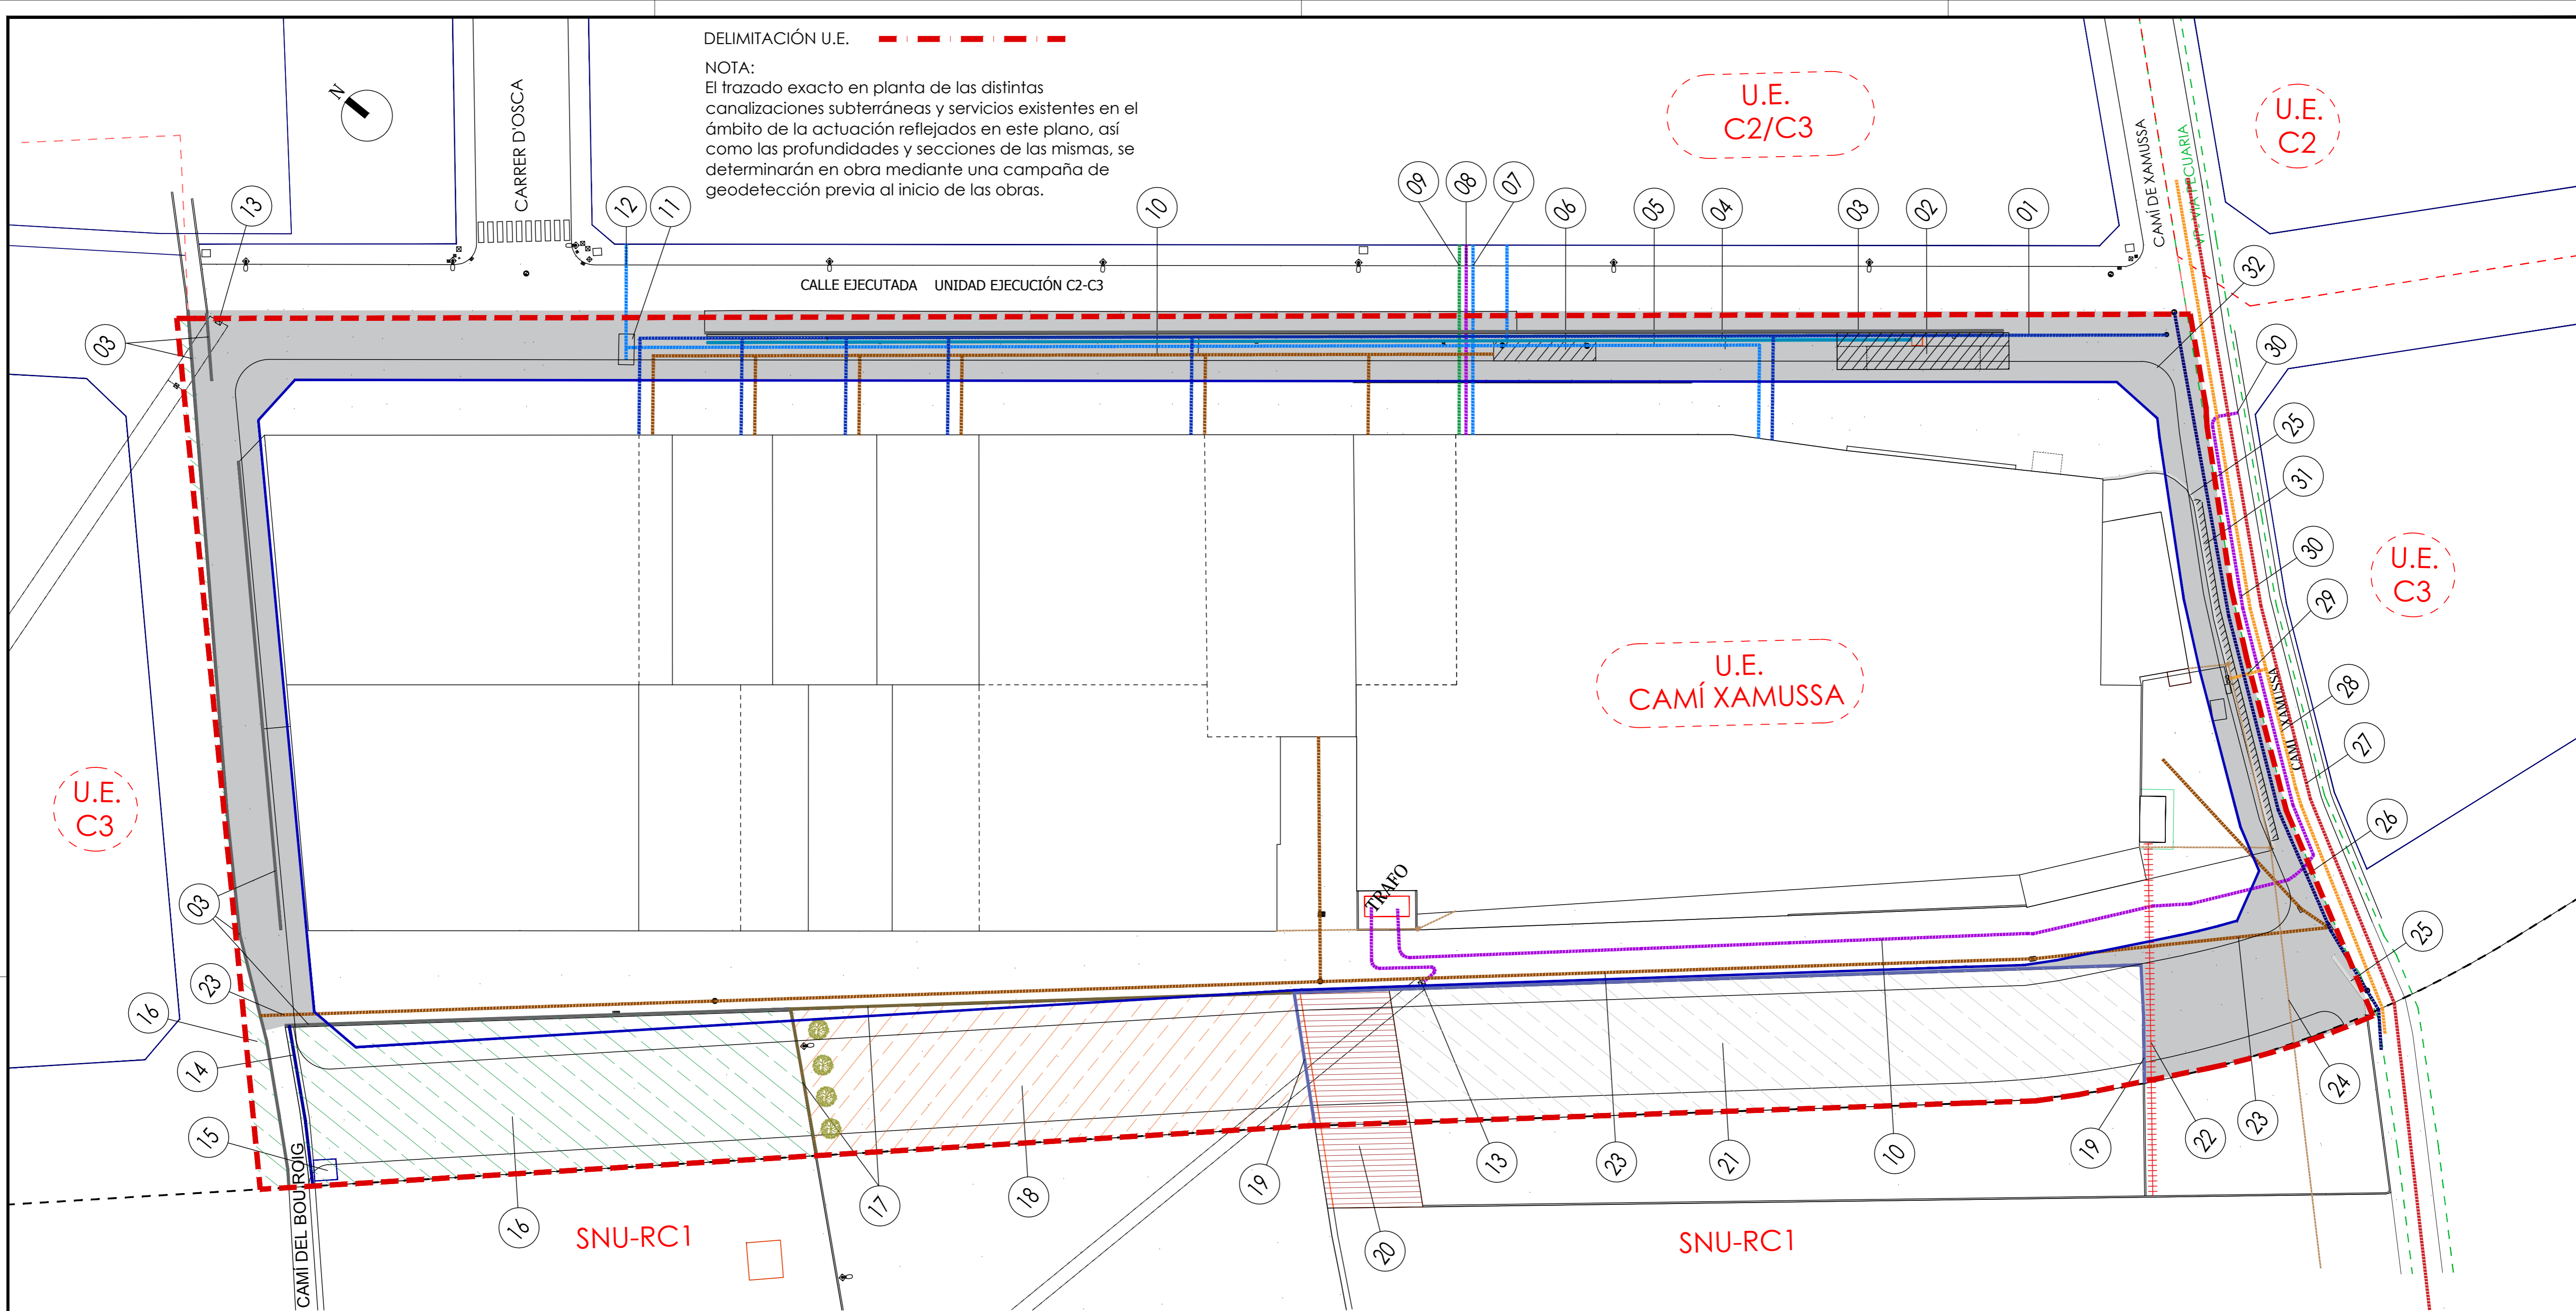 DELIMITACIÓN U.E.
NOTA:
El trazado exacto en planta de las distintas
canalizaciones subterráneas y servicios existentes en el
ámbito de la actuación reflejados en este plano, así
como las profundidades y secciones de las mismas, se
determinarán en obra mediante una campaña de
geodetección previa al inicio de las obras.
N
CARRER D'OSCA
U.E.
C2/C3
CAMÍ DE XAMUSSA
VP VIA PECUARIA
U.E.
C2
13
12
11
10
09
08
07
06
05
04
03
02
01
32
CALLE EJECUTADA UNIDAD EJECUCIÓN C2-C3
03
30
25
31
30
29
28
27
26
25
U.E.
C3
U.E.
CAMÍ XAMUSSA
CAMÍ XAMUSSA
U.E.
C3
TRAFO
03
23
16
14
15
CAMÍ DEL BOU ROIG
16
SNU-RC1
17
18
19
20
13
23
21
10
19
22
23
24
SNU-RC1